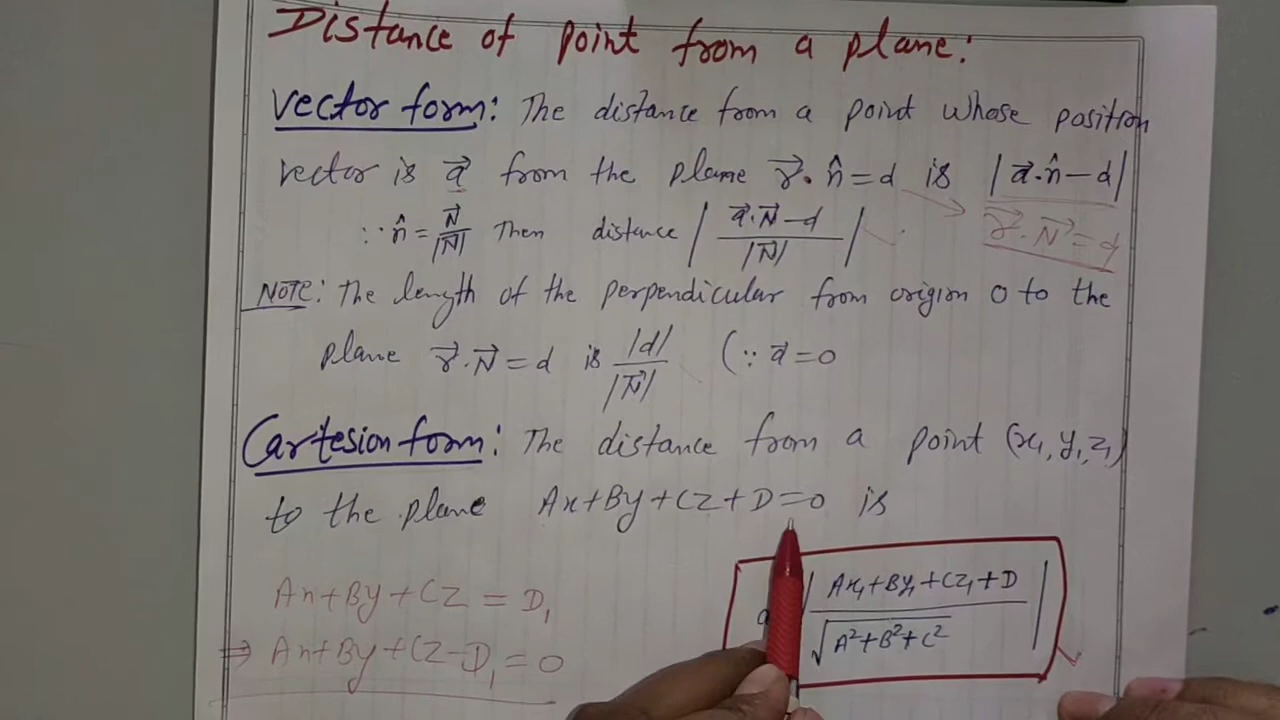 Distance of point from a plane:
Vector form: The distance from a point whose position
vector is a⃗ from the plane r⃗ . n̂ = d is |a⃗.n̂ - d|
∵ n̂ = N⃗/|N⃗| Then distance |(a⃗.N⃗ - d)/|N⃗|| r⃗.N⃗ = d
NOTE: The length of the perpendicular from origion O to the
plane r⃗.N⃗ = d is |d|/|N⃗| (∵ a⃗ = 0
Cartesion form: The distance from a point (x₁, y₁, z₁)
to the plane Ax+By+CZ+D=0 is
Ax+By+CZ = D₁
⇒ Ax+By+CZ-D₁ = 0
|(Ax₁+By₁+CZ₁+D)/√(A²+B²+C²)|